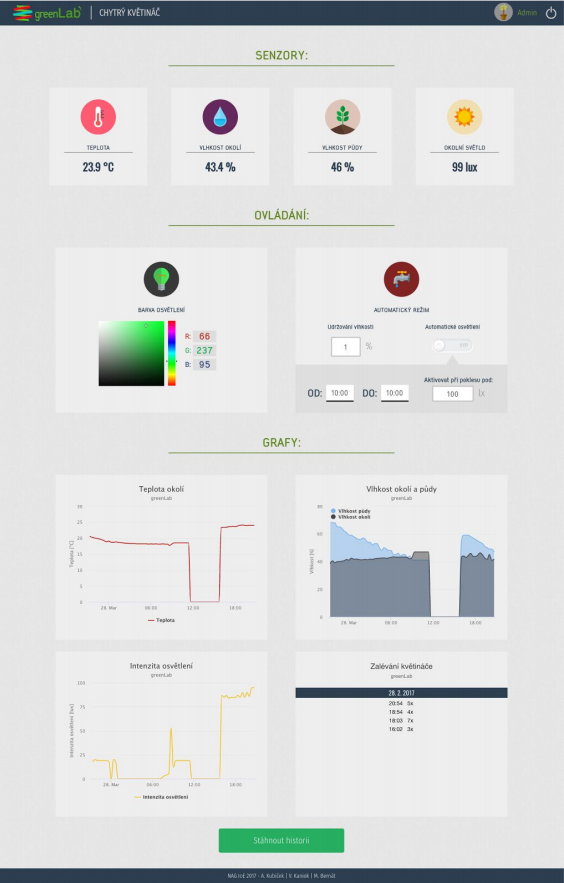 greenLab
CHYTRÝ KVĚTINÁČ
Admin
SENZORY:
TEPLOTA
23.9 °C
VLHKOST OKOLÍ
43.4 %
VLHKOST PŮDY
46 %
OKOLNÍ SVĚTLO
99 lux
OVLÁDÁNÍ:
BARVA OSVĚTLENÍ
R: 66
G: 237
B: 95
AUTOMATICKÝ REŽIM
Udržování vlhkosti
1 %
Automatické osvětlení
OFF
Aktivovat při poklesu pod:
OD: 10:00 DO: 10:00
100 lx
GRAFY:
Teplota okolí
greenLab
Teplota [°C]
30
25
20
15
10
5
0
28. Mar 06:00 12:00 18:00
Teplota
Vlhkost okolí a půdy
greenLab
Vlhkost půdy
Vlhkost okolí
Vlhkost [%]
80
60
40
20
0
28. Mar 06:00 12:00 18:00
Intenzita osvětlení
greenLab
Intenzita osvětlení [lux]
100
75
50
25
0
28. Mar 06:00 12:00 18:00
Intenzita osvětlení
Zalévání květináče
greenLab
28. 2. 2017
20:54 5x
18:54 4x
18:03 7x
16:02 3x
Stáhnout historii
NAG IoE 2017 - A. Kubíček | V. Kaniok | M. Bernát